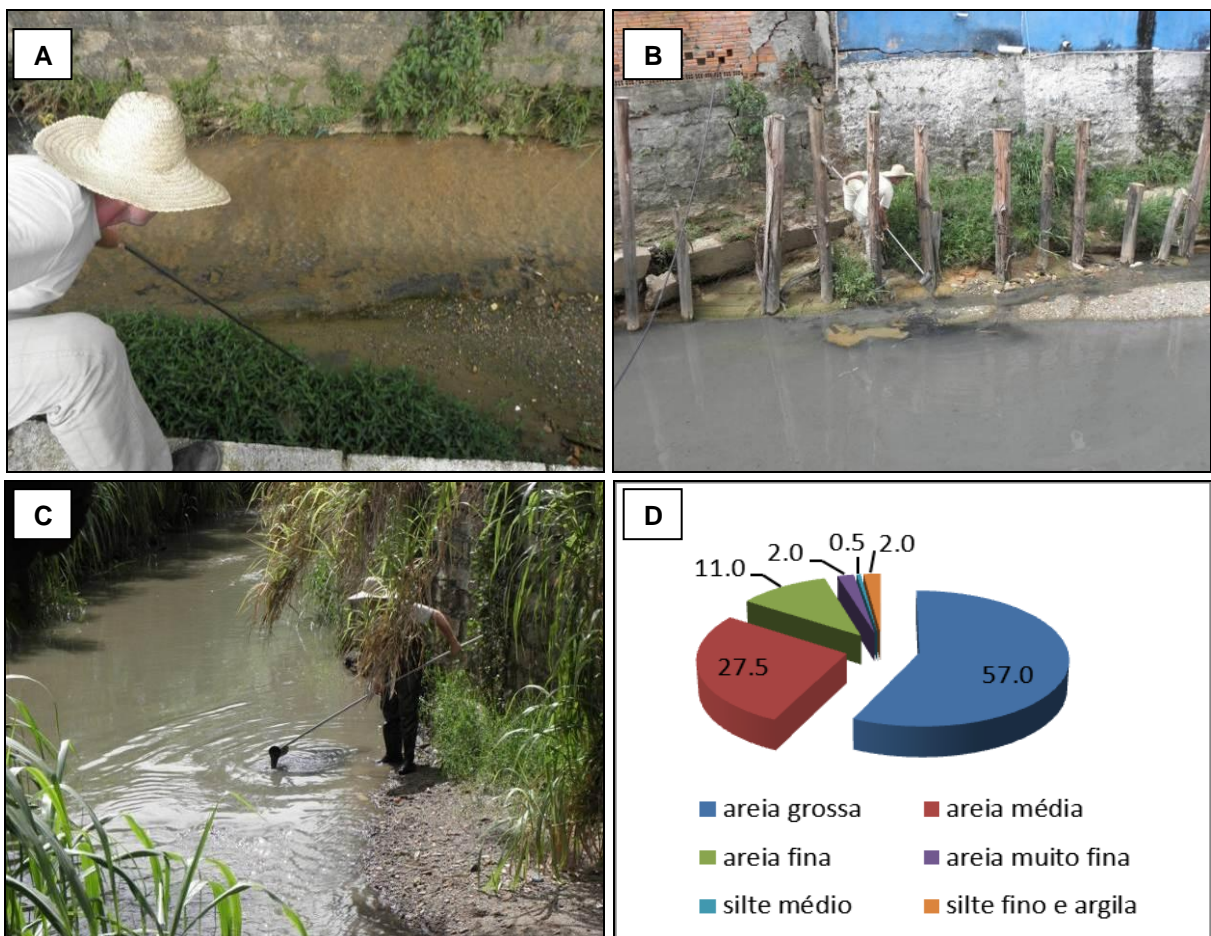 A
B
C
D
11.0
2.0
0.5
2.0
27.5
57.0
areia grossa
areia média
areia fina
areia muito fina
silte médio
silte fino e argila